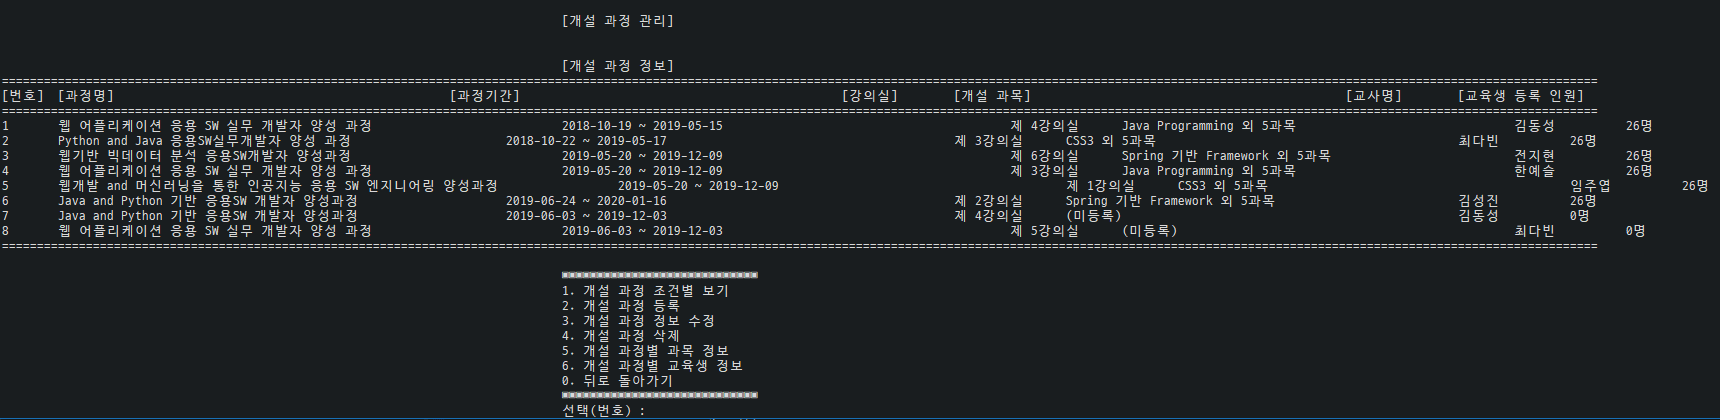 [개설 과정 관리]
[개설 과정 정보]
================================================================================
[번호] [과정명] [과정기간] [강의실] [개설 과목] [교사명] [교육생 등록 인원]
================================================================================
1 웹 어플리케이션 응용 SW 실무 개발자 양성 과정 2018-10-19 ~ 2019-05-15 제 4강의실 Java Programming 외 5과목 김동성 26명
2 Python and Java 응용SW실무개발자 양성 과정 2018-10-22 ~ 2019-05-17 제 3강의실 CSS3 외 5과목 최다빈 26명
3 웹기반 빅데이터 분석 응용SW개발자 양성과정 2019-05-20 ~ 2019-12-09 제 6강의실 Spring 기반 Framework 외 5과목 전지현 26명
4 웹 어플리케이션 응용 SW 실무 개발자 양성 과정 2019-05-20 ~ 2019-12-09 제 3강의실 Java Programming 외 5과목 한예슬 26명
5 웹개발 and 머신러닝을 통한 인공지능 응용 SW 엔지니어링 양성과정 2019-05-20 ~ 2019-12-09 제 1강의실 CSS3 외 5과목 임주엽 26명
6 Java and Python 기반 응용SW 개발자 양성과정 2019-06-24 ~ 2020-01-16 제 2강의실 Spring 기반 Framework 외 5과목 김성진 26명
7 Java and Python 기반 응용SW 개발자 양성과정 2019-06-03 ~ 2019-12-03 제 4강의실 (미등록) 김동성 0명
8 웹 어플리케이션 응용 SW 실무 개발자 양성 과정 2019-06-03 ~ 2019-12-03 제 5강의실 (미등록) 최다빈 0명
================================================================================
1. 개설 과정 조건별 보기
2. 개설 과정 등록
3. 개설 과정 정보 수정
4. 개설 과정 삭제
5. 개설 과정별 과목 정보
6. 개설 과정별 교육생 정보
0. 뒤로 돌아가기
선택(번호) :